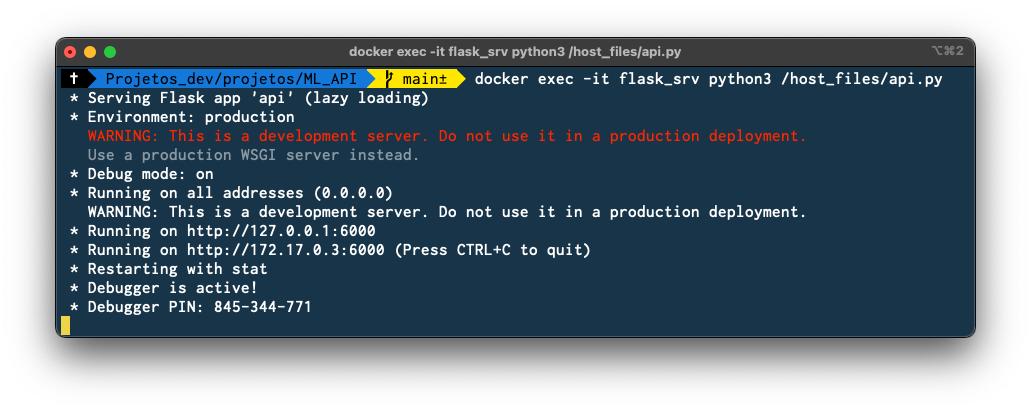 docker exec -it flask_srv python3 /host_files/api.py
⌥⌘2
Projetos_dev/projetos/ML_API main± docker exec -it flask_srv python3 /host_files/api.py
* Serving Flask app 'api' (lazy loading)
* Environment: production
WARNING: This is a development server. Do not use it in a production deployment.
Use a production WSGI server instead.
* Debug mode: on
* Running on all addresses (0.0.0.0)
WARNING: This is a development server. Do not use it in a production deployment.
* Running on http://127.0.0.1:6000
* Running on http://172.17.0.3:6000 (Press CTRL+C to quit)
* Restarting with stat
* Debugger is active!
* Debugger PIN: 845-344-771